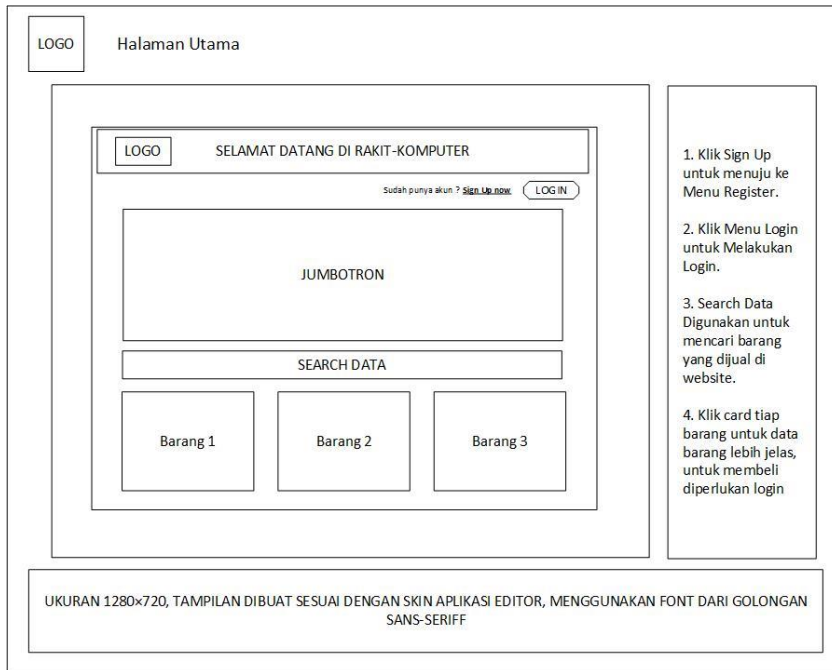 LOGO
Halaman Utama
LOGO
SELAMAT DATANG DI RAKIT-KOMPUTER
Sudah punya akun ? Sign Up now
LOGIN
JUMBOTRON
SEARCH DATA
Barang 1
Barang 2
Barang 3
1. Klik Sign Up
untuk menuju ke
Menu Register.
2. Klik Menu Login
untuk Melakukan
Login.
3. Search Data
Digunakan untuk
mencari barang
yang dijual di
website.
4. Klik card tiap
barang untuk data
barang lebih jelas,
untuk membeli
diperlukan login
UKURAN 1280×720, TAMPILAN DIBUAT SESUAI DENGAN SKIN APLIKASI EDITOR, MENGGUNAKAN FONT DARI GOLONGAN
SANS-SERIFF